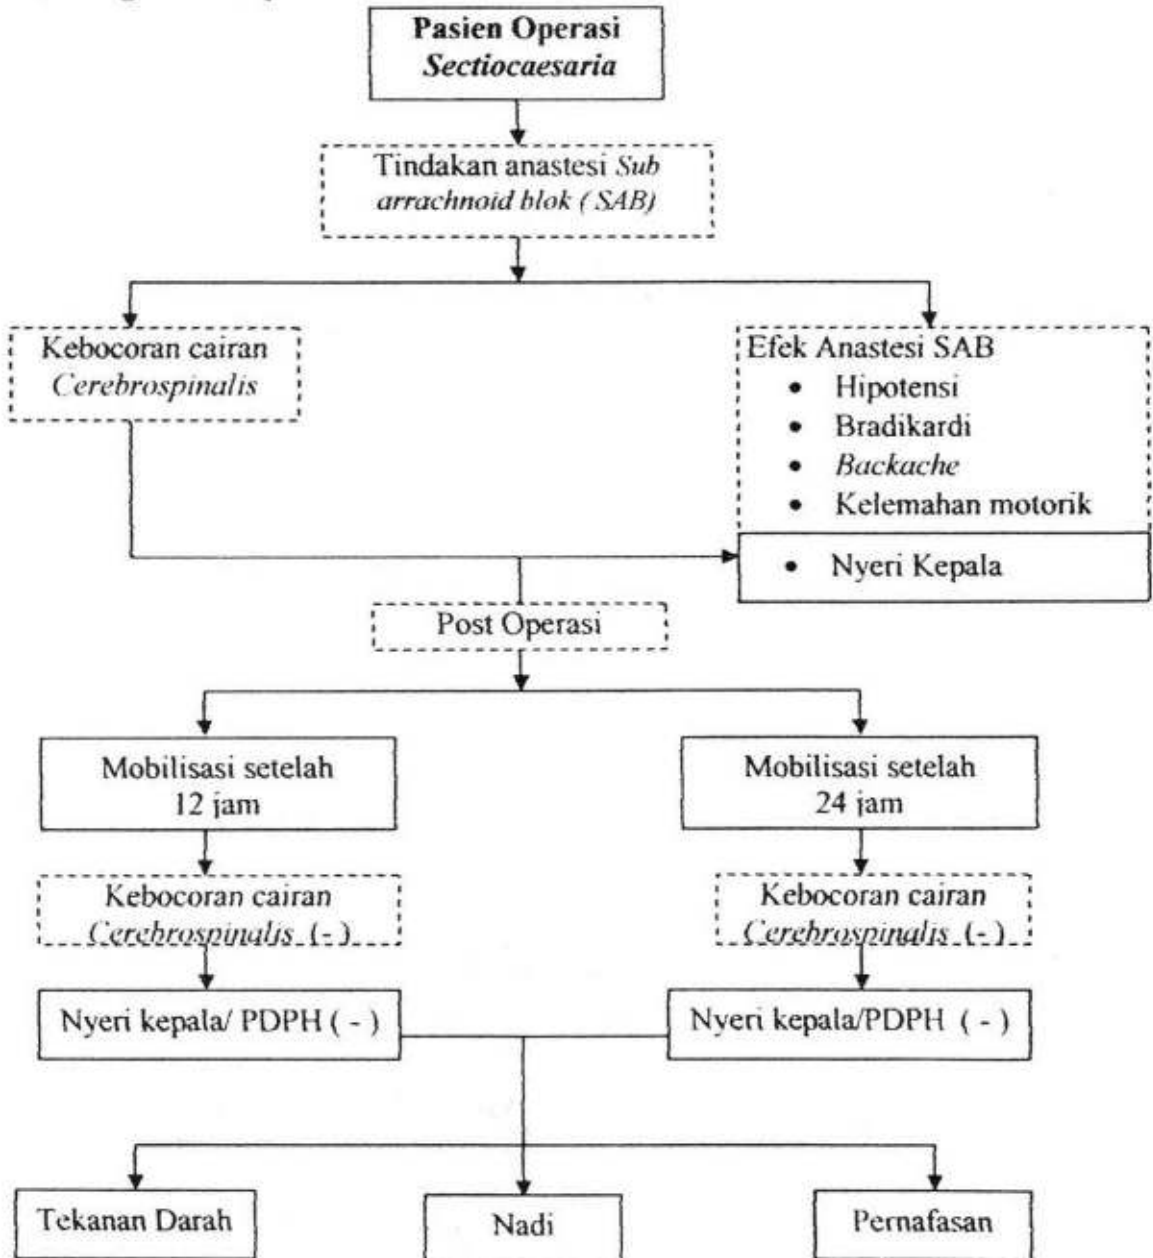 Pasien Operasi
Sectiocaesaria
Tindakan anastesi Sub
arrachnoid blok ( SAB)
Kebocoran cairan
Cerebrospinalis
Efek Anastesi SAB
• Hipotensi
• Bradikardi
• Backache
• Kelemahan motorik
• Nyeri Kepala
Post Operasi
Mobilisasi setelah
12 jam
Mobilisasi setelah
24 jam
Kebocoran cairan
Cerebrospinalis (- )
Kebocoran cairan
Cerebrospinalis (- )
Nyeri kepala/ PDPH ( - )
Nyeri kepala/PDPH ( - )
Tekanan Darah
Nadi
Pernafasan